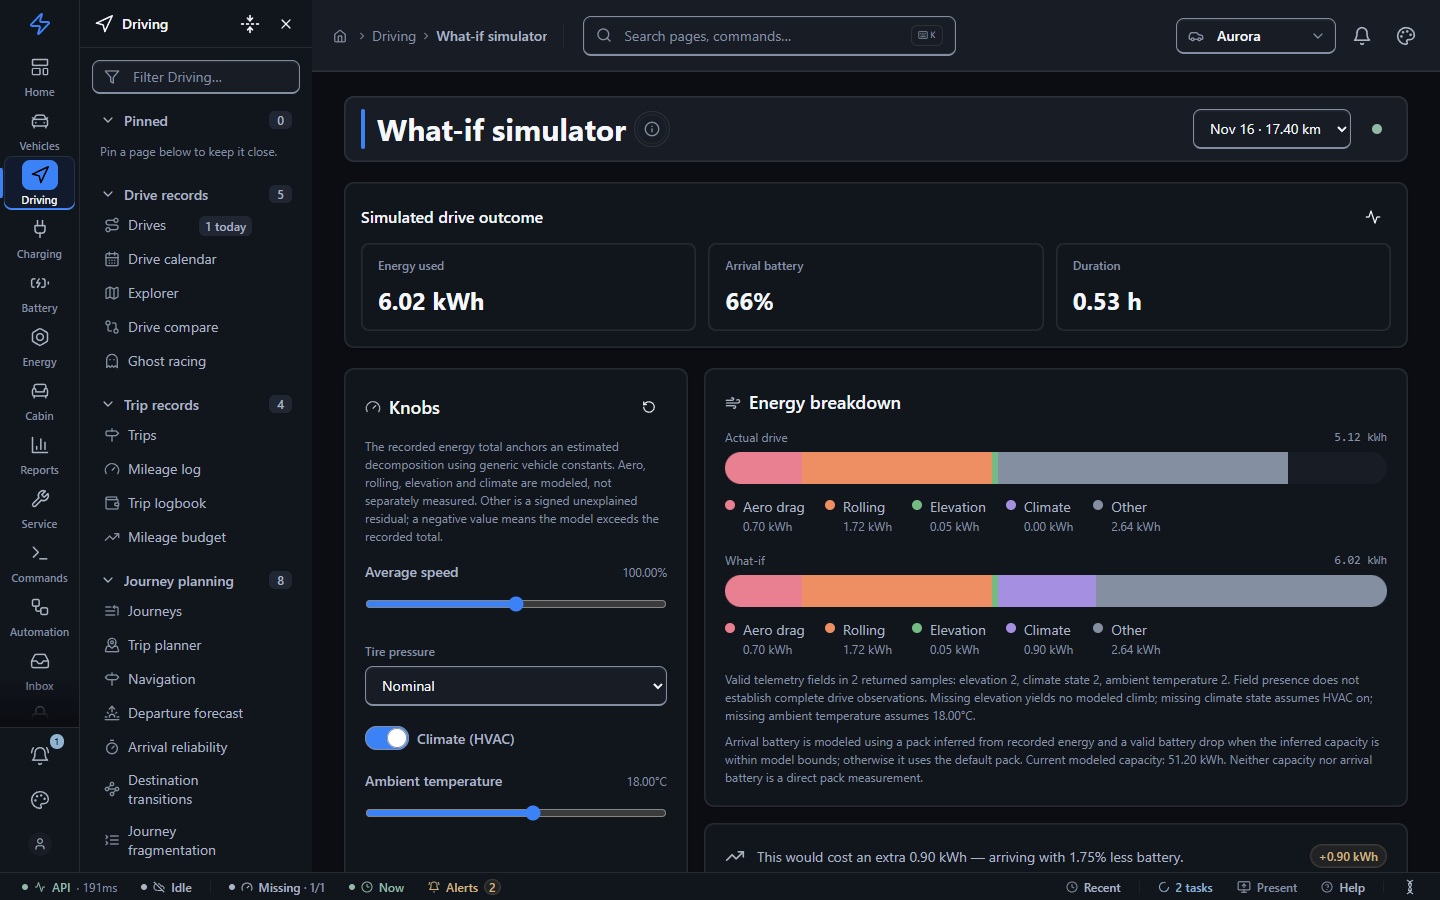 Home
Vehicles
Driving
Charging
Battery
Energy
Cabin
Reports
Service
Commands
Automation
Inbox
1
Driving
Filter Driving...
Pinned 0
Pin a page below to keep it close.
Drive records 5
Drives 1 today
Drive calendar
Explorer
Drive compare
Ghost racing
Trip records 4
Trips
Mileage log
Trip logbook
Mileage budget
Journey planning 8
Journeys
Trip planner
Navigation
Departure forecast
Arrival reliability
Destination
transitions
Journey
fragmentation
Driving What-if simulator
Search pages, commands... K
Aurora
What-if simulator
Nov 16 · 17.40 km
Simulated drive outcome
Energy used
6.02 kWh
Arrival battery
66%
Duration
0.53 h
Knobs
The recorded energy total anchors an estimated
decomposition using generic vehicle constants. Aero,
rolling, elevation and climate are modeled, not
separately measured. Other is a signed unexplained
residual; a negative value means the model exceeds the
recorded total.
Average speed 100.00%
Tire pressure
Nominal
Climate (HVAC)
Ambient temperature 18.00°C
Energy breakdown
Actual drive 5.12 kWh
Aero drag Rolling Elevation Climate Other
0.70 kWh 1.72 kWh 0.05 kWh 0.00 kWh 2.64 kWh
What-if 6.02 kWh
Aero drag Rolling Elevation Climate Other
0.70 kWh 1.72 kWh 0.05 kWh 0.90 kWh 2.64 kWh
Valid telemetry fields in 2 returned samples: elevation 2, climate state 2, ambient temperature 2. Field presence does not
establish complete drive observations. Missing elevation yields no modeled climb; missing climate state assumes HVAC on;
missing ambient temperature assumes 18.00°C.
Arrival battery is modeled using a pack inferred from recorded energy and a valid battery drop when the inferred capacity is
within model bounds; otherwise it uses the default pack. Current modeled capacity: 51.20 kWh. Neither capacity nor arrival
battery is a direct pack measurement.
This would cost an extra 0.90 kWh — arriving with 1.75% less battery. +0.90 kWh
API · 191ms Idle Missing · 1/1 Now Alerts 2 Recent 2 tasks Present Help